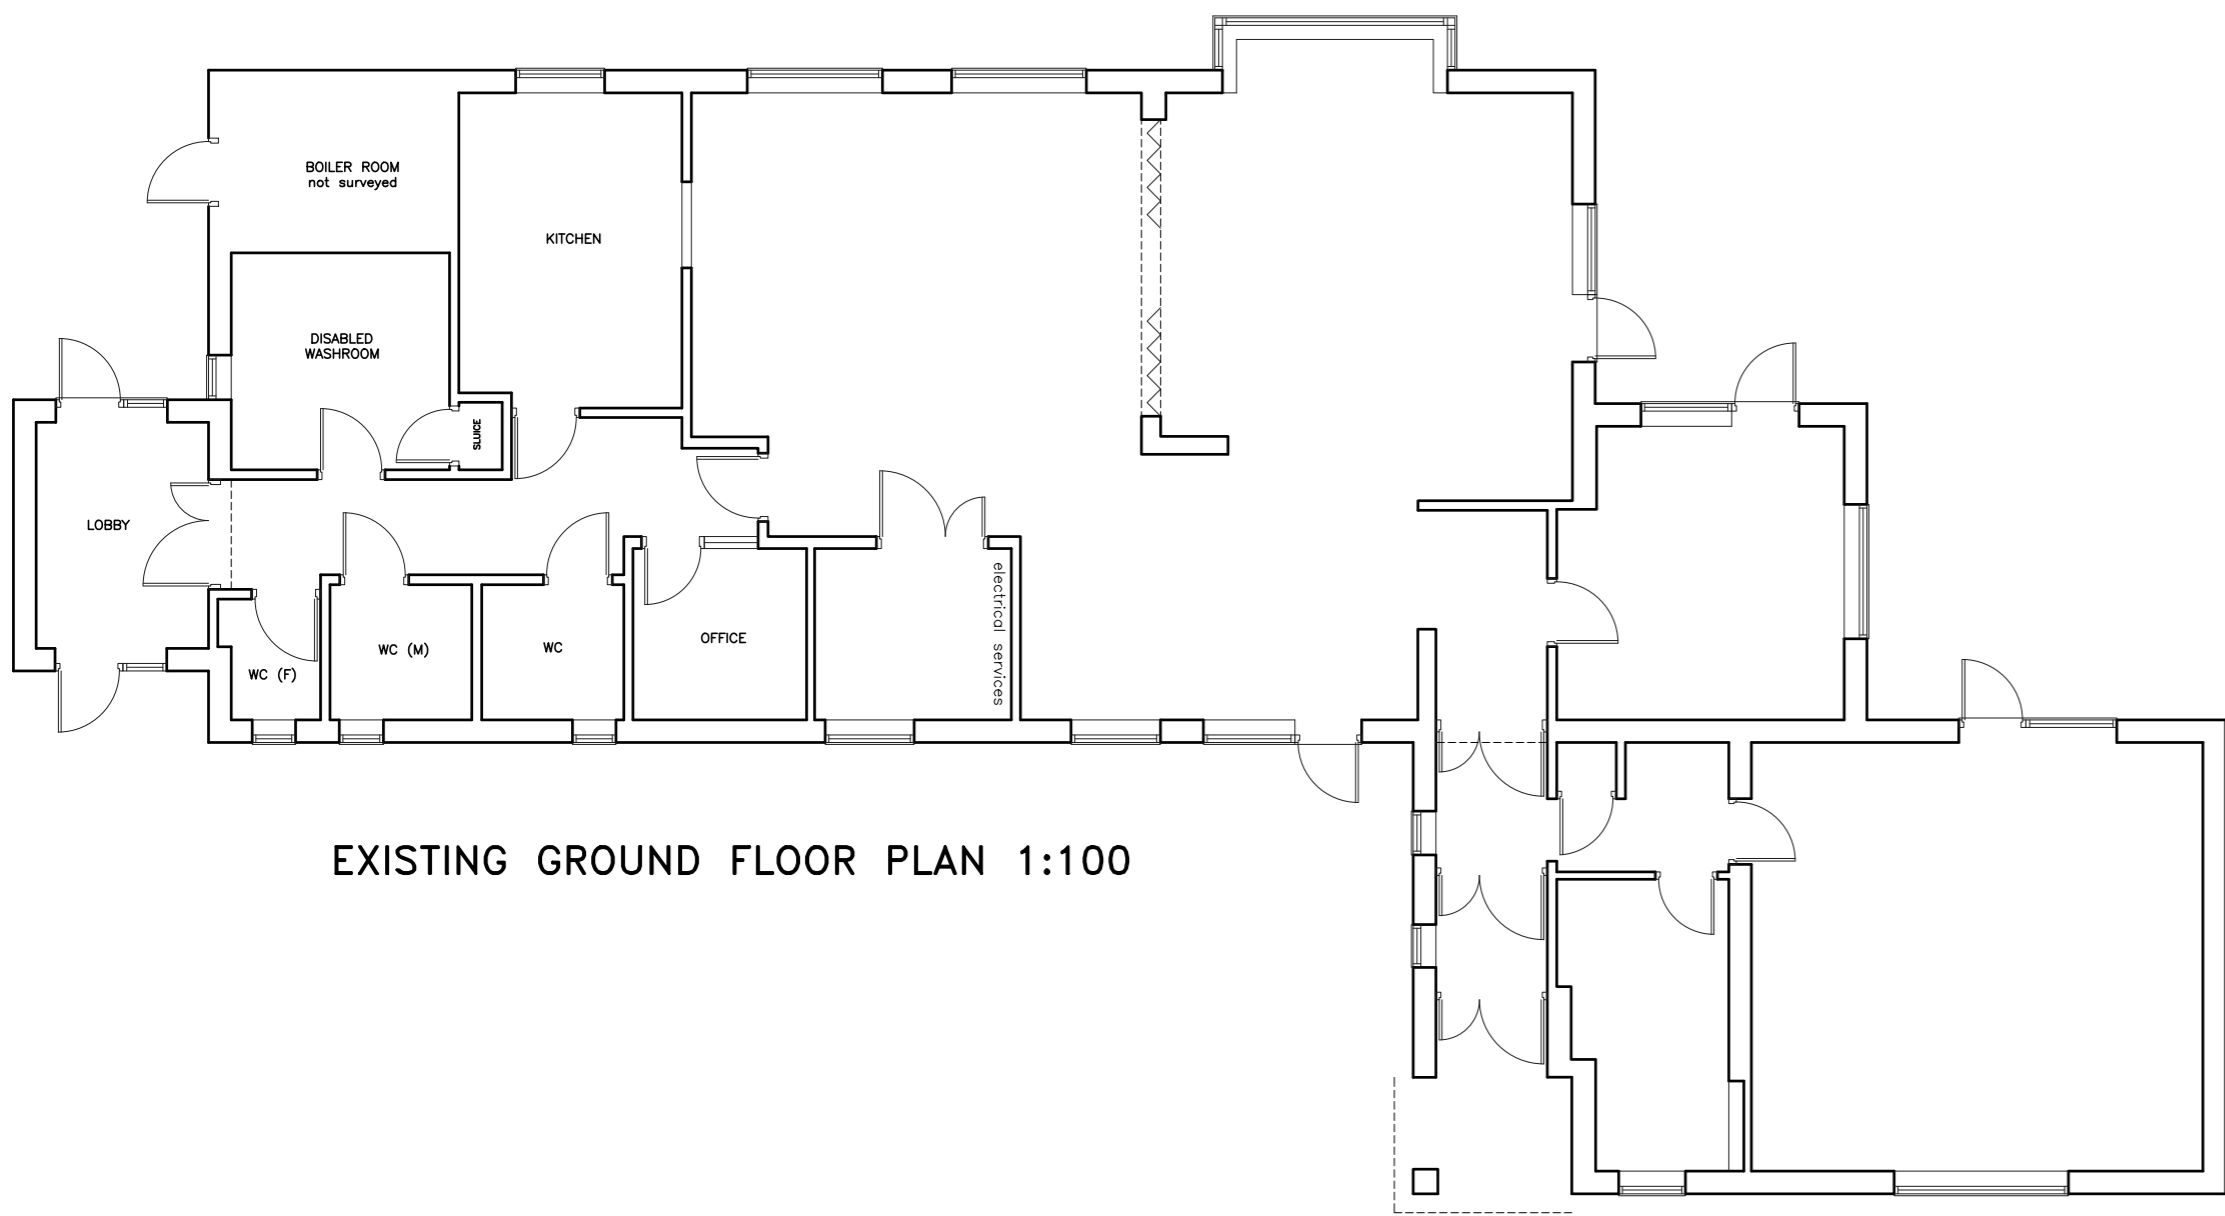 BOILER ROOM
not surveyed
KITCHEN
DISABLED
WASHROOM
SLUICE
LOBBY
electrical services
OFFICE
WC
WC (M)
WC (F)
EXISTING GROUND FLOOR PLAN 1:100